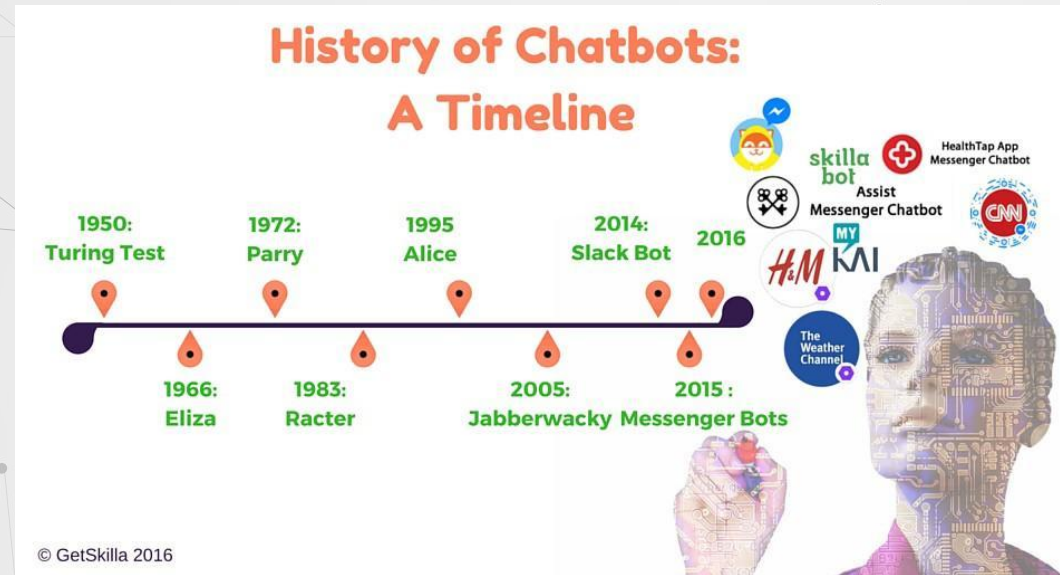 History of Chatbots:
A Timeline
skilla
bot
HealthTap App
Messenger Chatbot
Assist
Messenger Chatbot
CNN
MY
KAI
H&M
The
Weather
Channel
1950:
Turing Test
1972:
Parry
1995
Alice
2014:
Slack Bot
2016
1966:
Eliza
1983:
Racter
2005:
Jabberwacky
2015 :
Messenger Bots
© GetSkilla 2016